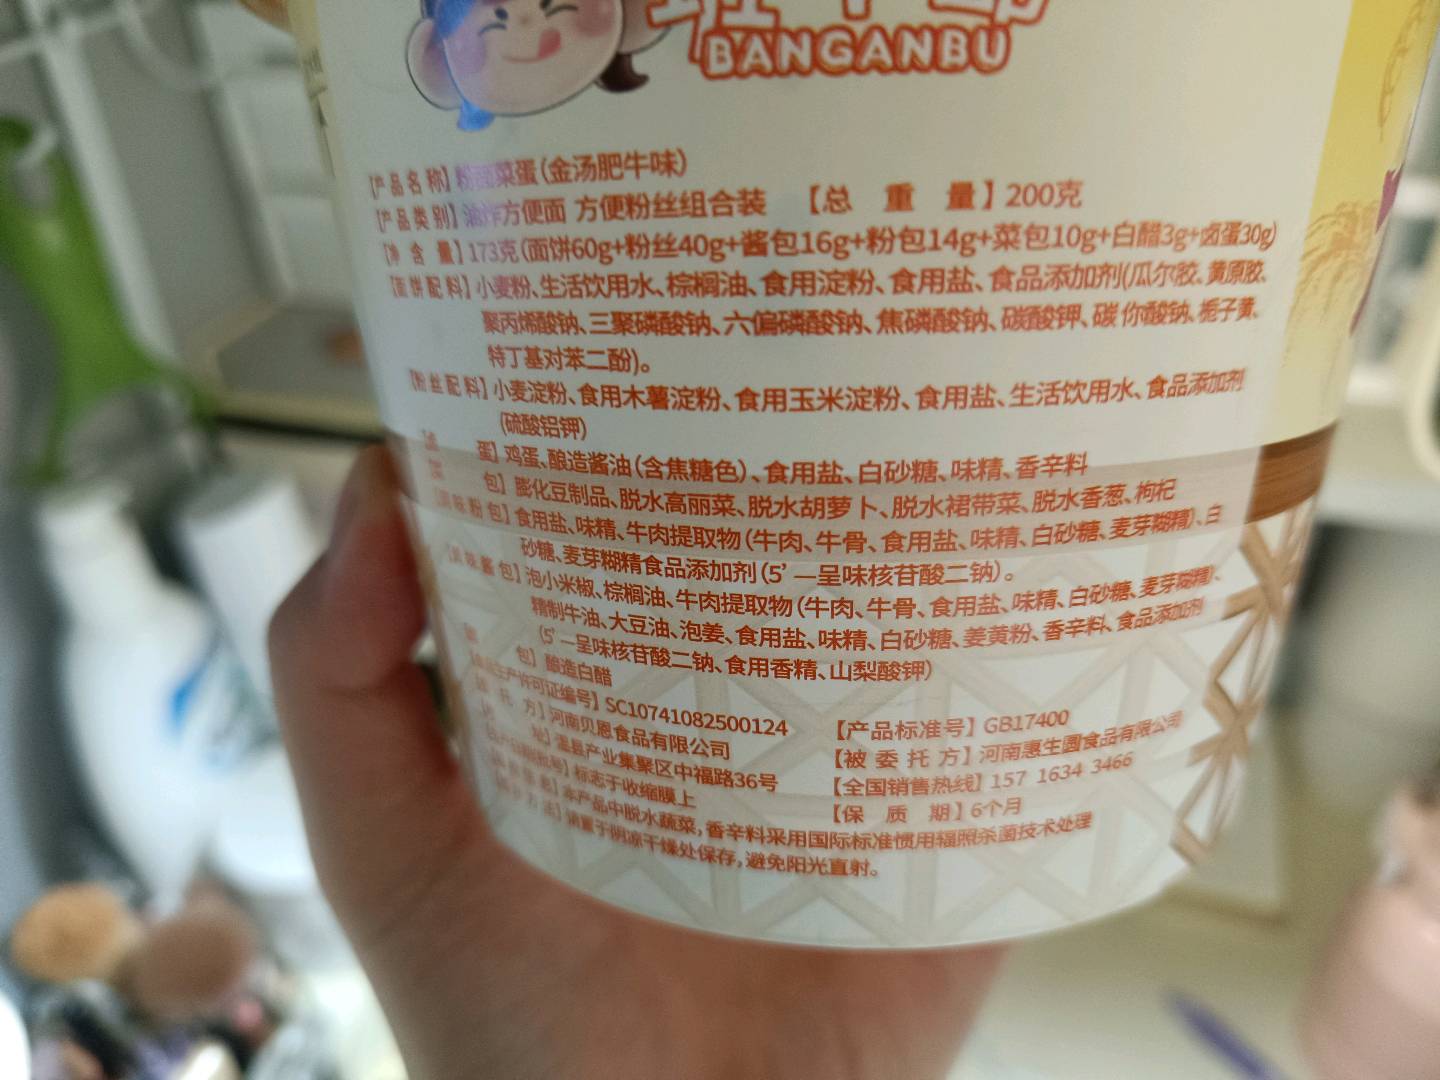 BANGANBU
【产品名称】粉面菜蛋(金汤肥牛味)
【产品类别】油炸方便面 方便粉丝组合装 【总 重 量】200克
【净 含 量】173克(面饼60g+粉丝40g+酱包16g+粉包14g+菜包10g+白醋3g+卤蛋30g)
【面饼配料】小麦粉、生活饮用水、棕榈油、食用淀粉、食用盐、食品添加剂(瓜尔胶、黄原胶、
聚丙烯酸钠、三聚磷酸钠、六偏磷酸钠、焦磷酸钠、碳酸钾、碳 你酸钠、栀子黄、
特丁基对苯二酚)。
【粉丝配料】小麦淀粉、食用木薯淀粉、食用玉米淀粉、食用盐、生活饮用水、食品添加剂
(硫酸铝钾)
蛋】鸡蛋、酿造酱油(含焦糖色)、食用盐、白砂糖、味精、香辛料
包】膨化豆制品、脱水高丽菜、脱水胡萝卜、脱水裙带菜、脱水香葱、枸杞
味粉包】食用盐、味精、牛肉提取物(牛肉、牛骨、食用盐、味精、白砂糖、麦芽糊精)、白
砂糖、麦芽糊精食品添加剂(5’—呈味核苷酸二钠)。
味酱包】泡小米椒、棕榈油、牛肉提取物(牛肉、牛骨、食用盐、味精、白砂糖、麦芽糊精)、
精制牛油、大豆油、泡姜、食用盐、味精、白砂糖、姜黄粉、香辛料、食品添加剂
(5’—呈味核苷酸二钠、食用香精、山梨酸钾)
包】酿造白醋
生产许可证编号】SC10741082500124 【产品标准号】GB17400
托 方】河南贝恩食品有限公司 【被 委 托 方】河南惠生圆食品有限公司
址】温县产业集聚区中福路36号 【全国销售热线】157 1634 3466
标志于收缩膜上 【保 质 期】6个月
本产品中脱水蔬菜,香辛料采用国际标准惯用辐照杀菌技术处理
请置于阴凉干燥处保存,避免阳光直射。